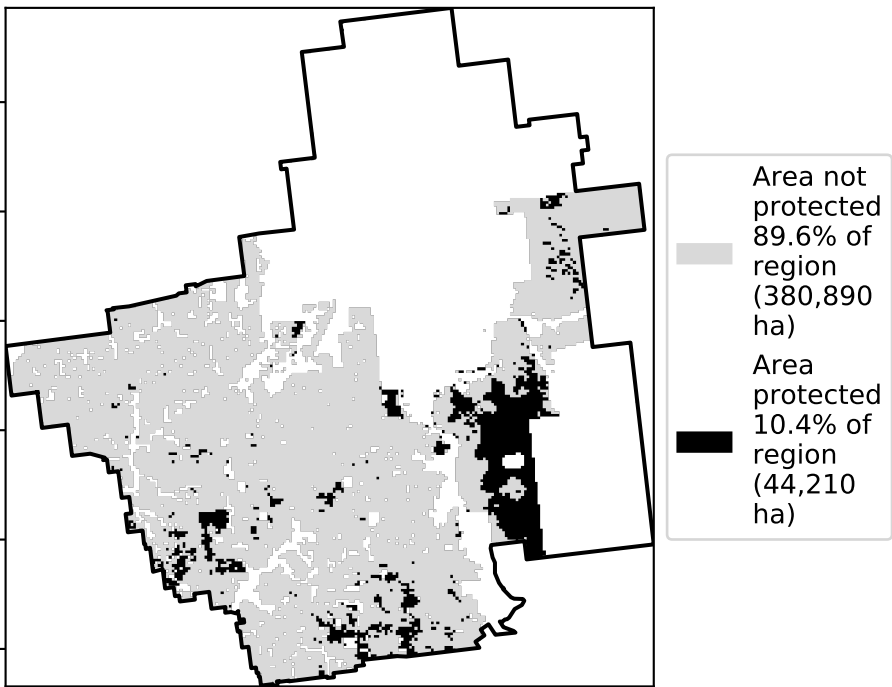 Area not
protected
89.6% of
region
(380,890
ha)
Area
protected
10.4% of
region
(44,210
ha)